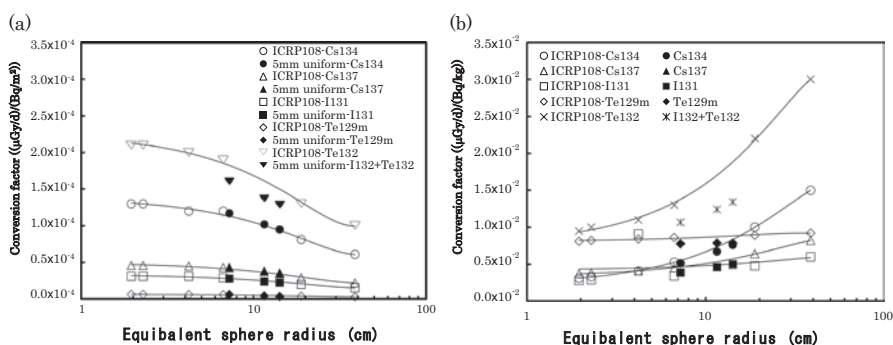 (a)
Conversion factor ((μGy/d)/(Bq/m²))
3.5x10⁻⁴
3.0x10⁻⁴
2.5x10⁻⁴
2.0x10⁻⁴
1.5x10⁻⁴
1.0x10⁻⁴
0.5x10⁻⁴
0.0x10⁻⁴
1
10
100
Equibalent sphere radius (cm)
ICRP108-Cs134
5mm uniform-Cs134
ICRP108-Cs137
5mm uniform-Cs137
ICRP108-I131
5mm uniform-I131
ICRP108-Te129m
5mm uniform-Te129m
ICRP108-Te132
5mm uniform-I132+Te132
(b)
Conversion factor ((μGy/d)/(Bq/kg))
3.5x10⁻²
3.0x10⁻²
2.5x10⁻²
2.0x10⁻²
1.5x10⁻²
1.0x10⁻²
0.5x10⁻²
0.0x10⁻²
1
10
100
Equibalent sphere radius (cm)
ICRP108-Cs134 Cs134
ICRP108-Cs137 Cs137
ICRP108-I131 I131
ICRP108-Te129m Te129m
ICRP108-Te132 I132+Te132